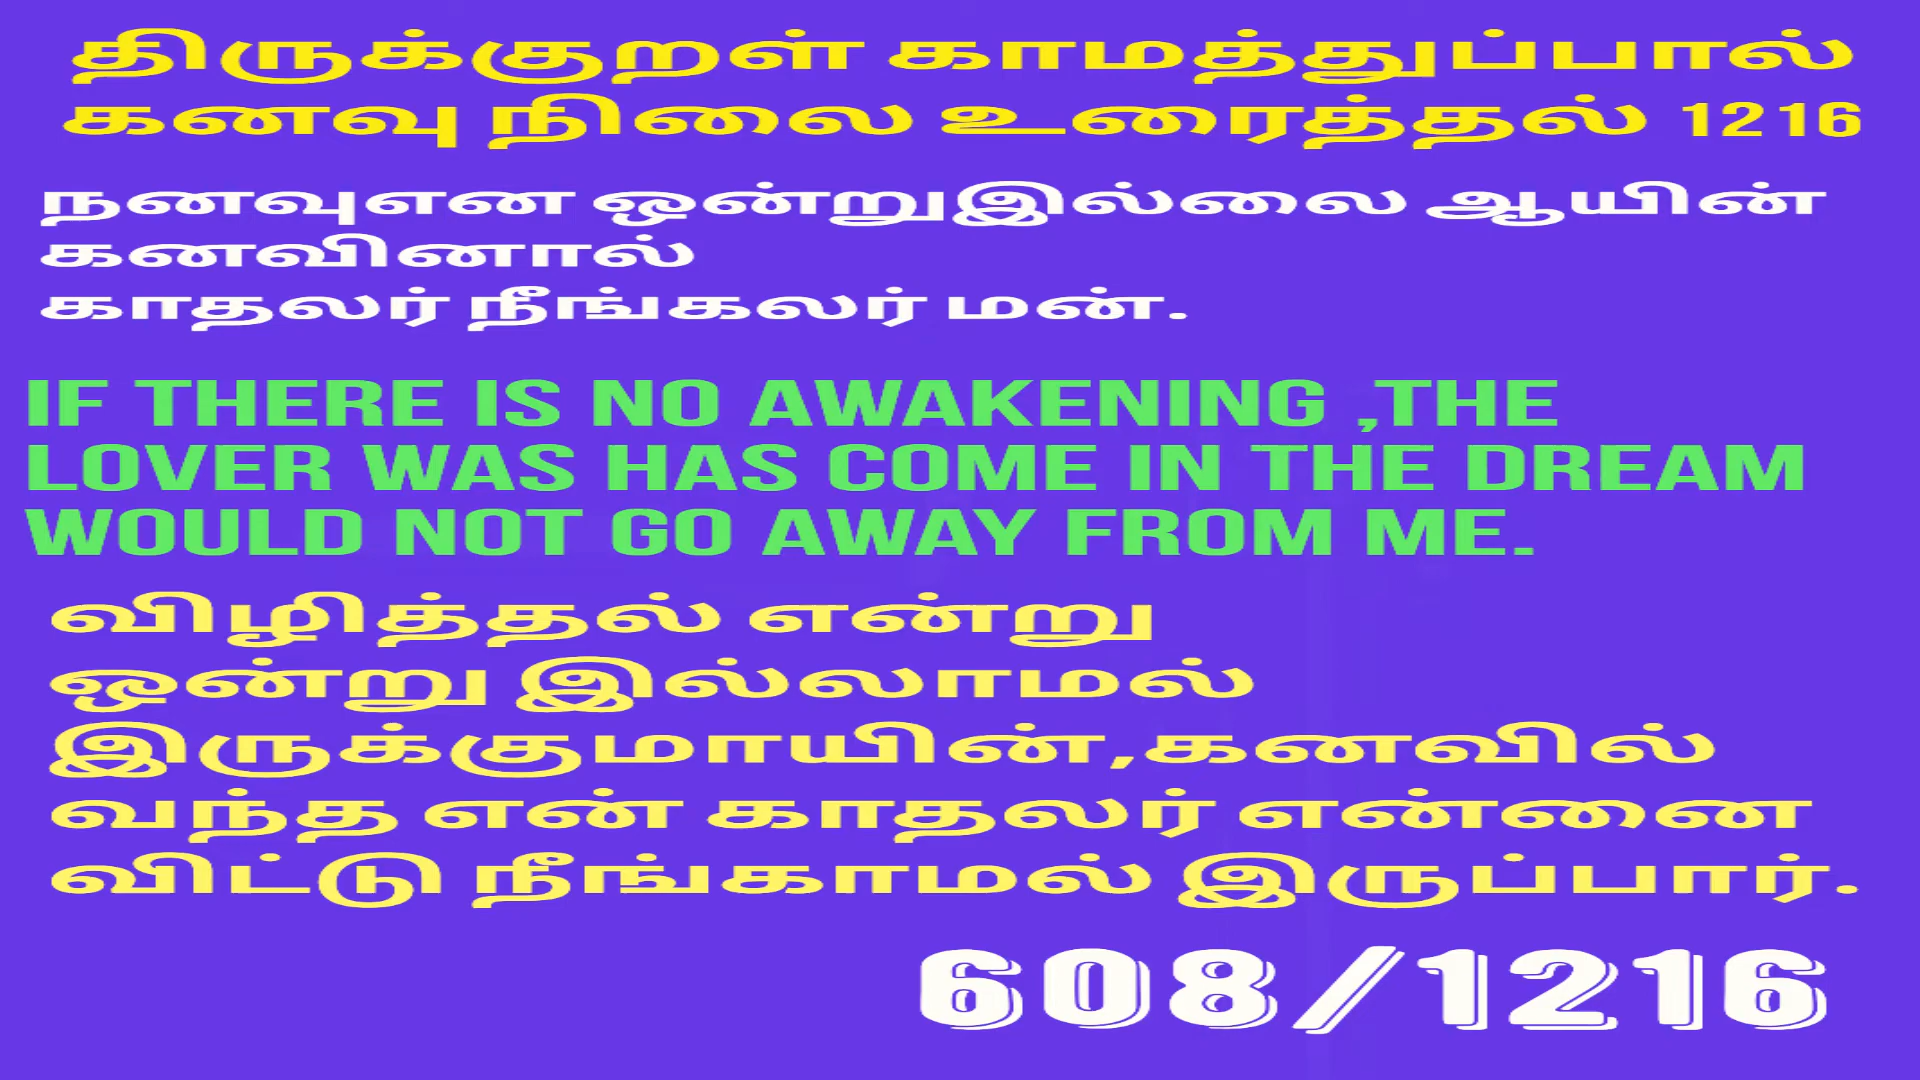 திருக்குறள் காமத்துப்பால்
கனவு நிலை உரைத்தல் 1216
நனவுஎன ஒன்றுஇல்லை ஆயின்
கனவினால்
காதலர் நீங்கலர் மன்.
IF THERE IS NO AWAKENING ,THE
LOVER WAS HAS COME IN THE DREAM
WOULD NOT GO AWAY FROM ME.
விழித்தல் என்று
ஒன்று இல்லாமல்
இருக்குமாயின்,கனவில்
வந்த என் காதலர் என்னை
விட்டு நீங்காமல் இருப்பார்.
608/1216